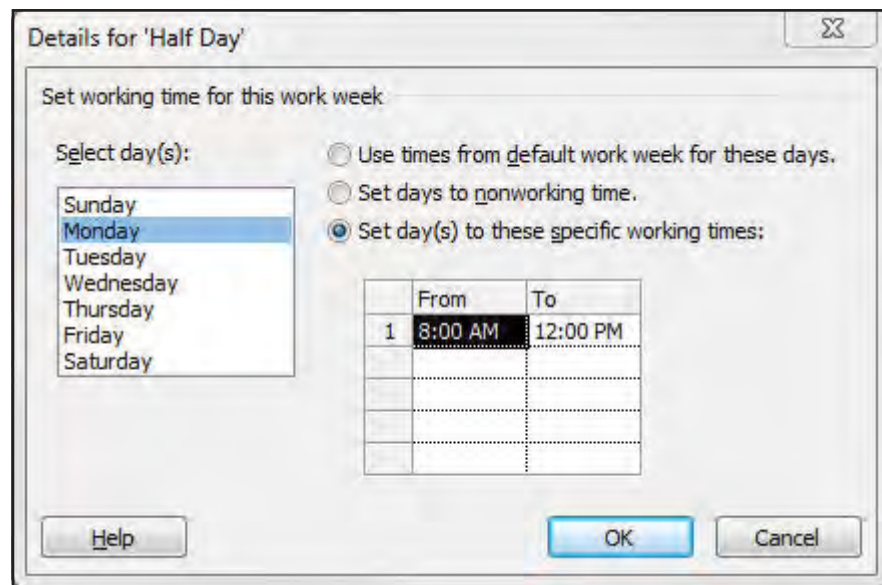 Details for 'Half Day'
Set working time for this work week
Select day(s):
Sunday
Monday
Tuesday
Wednesday
Thursday
Friday
Saturday
Use times from default work week for these days.
Set days to nonworking time.
Set day(s) to these specific working times:
From To
1 8:00 AM 12:00 PM
Help OK Cancel